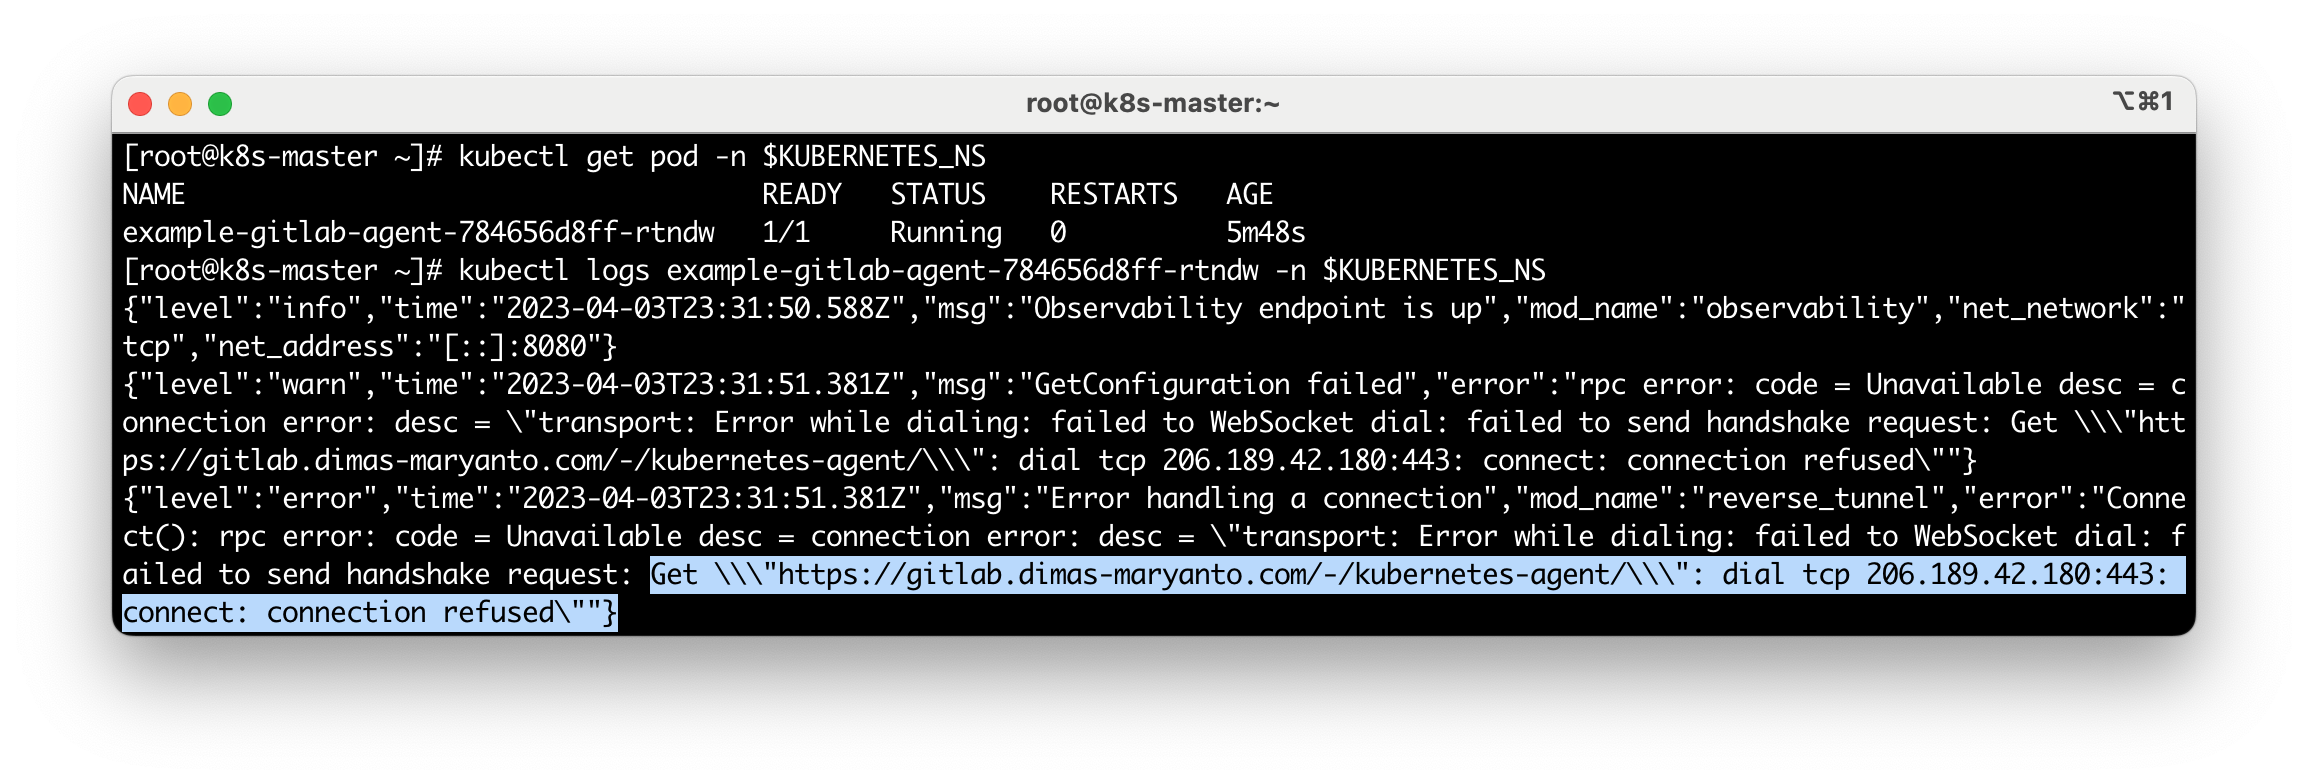 root@k8s-master:~ ⌥⌘1
[root@k8s-master ~]# kubectl get pod -n $KUBERNETES_NS
NAME READY STATUS RESTARTS AGE
example-gitlab-agent-784656d8ff-rtndw 1/1 Running 0 5m48s
[root@k8s-master ~]# kubectl logs example-gitlab-agent-784656d8ff-rtndw -n $KUBERNETES_NS
{"level":"info","time":"2023-04-03T23:31:50.588Z","msg":"Observability endpoint is up","mod_name":"observability","net_network":"
tcp","net_address":"[::]:8080"}
{"level":"warn","time":"2023-04-03T23:31:51.381Z","msg":"GetConfiguration failed","error":"rpc error: code = Unavailable desc = c
onnection error: desc = \"transport: Error while dialing: failed to WebSocket dial: failed to send handshake request: Get \\\"htt
ps://gitlab.dimas-maryanto.com/-/kubernetes-agent/\\\": dial tcp 206.189.42.180:443: connect: connection refused\""}
{"level":"error","time":"2023-04-03T23:31:51.381Z","msg":"Error handling a connection","mod_name":"reverse_tunnel","error":"Conne
ct(): rpc error: code = Unavailable desc = connection error: desc = \"transport: Error while dialing: failed to WebSocket dial: f
ailed to send handshake request: Get \\\"https://gitlab.dimas-maryanto.com/-/kubernetes-agent/\\\": dial tcp 206.189.42.180:443:
connect: connection refused\""}